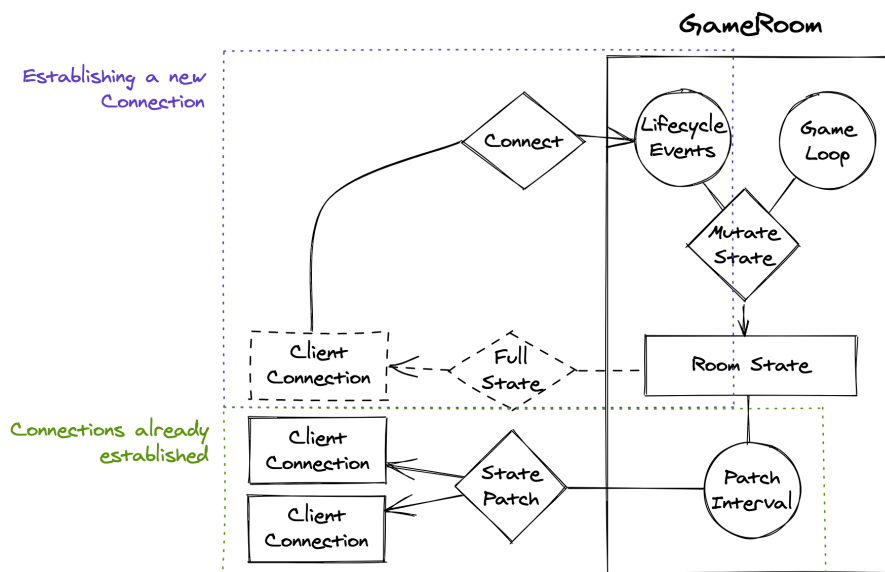 GameRoom
Establishing a new
Connection
Connect
Lifecycle
Events
Game
Loop
Mutate
State
Client
Connection
Full
State
Room State
Connections already
established
Client
Connection
State
Patch
Patch
Interval
Client
Connection